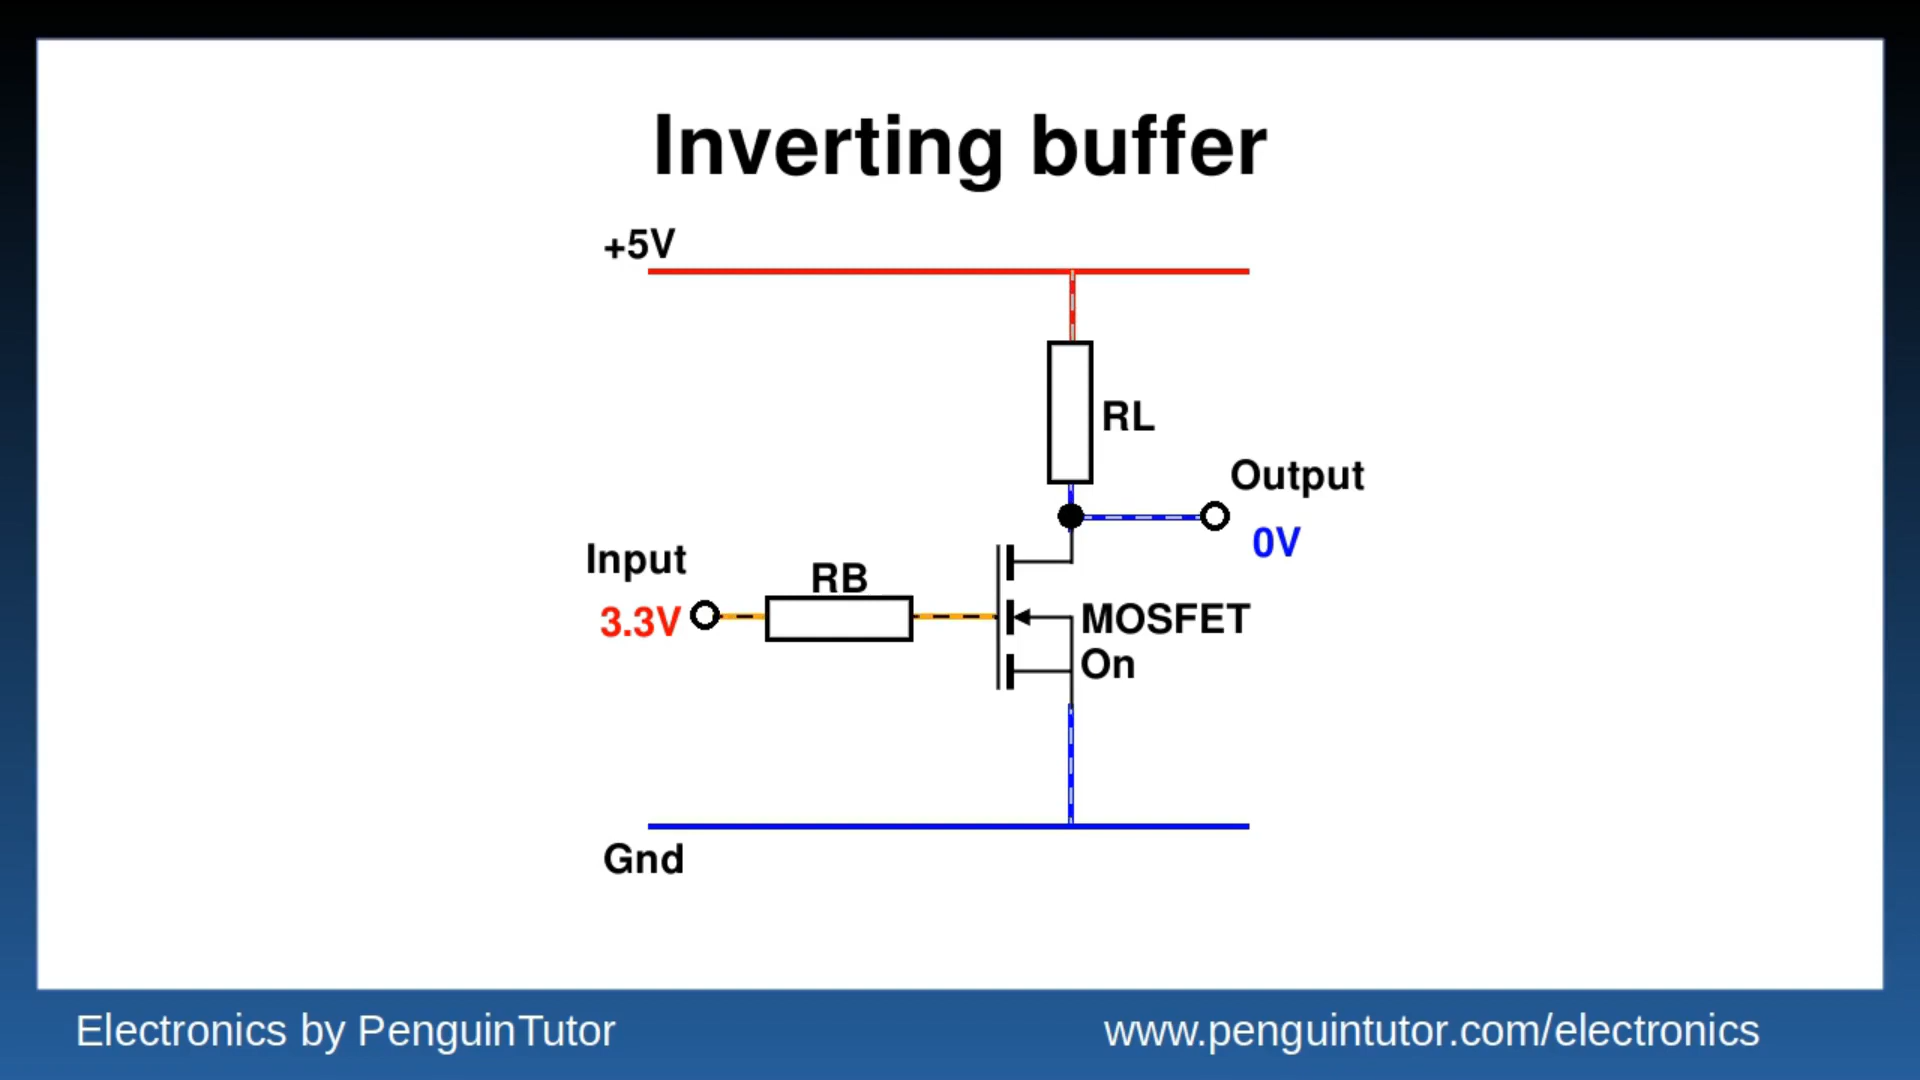 Inverting buffer
+5V
RL
Output
0V
Input
RB
3.3V
MOSFET
On
Gnd
Electronics by PenguinTutor
www.penguintutor.com/electronics